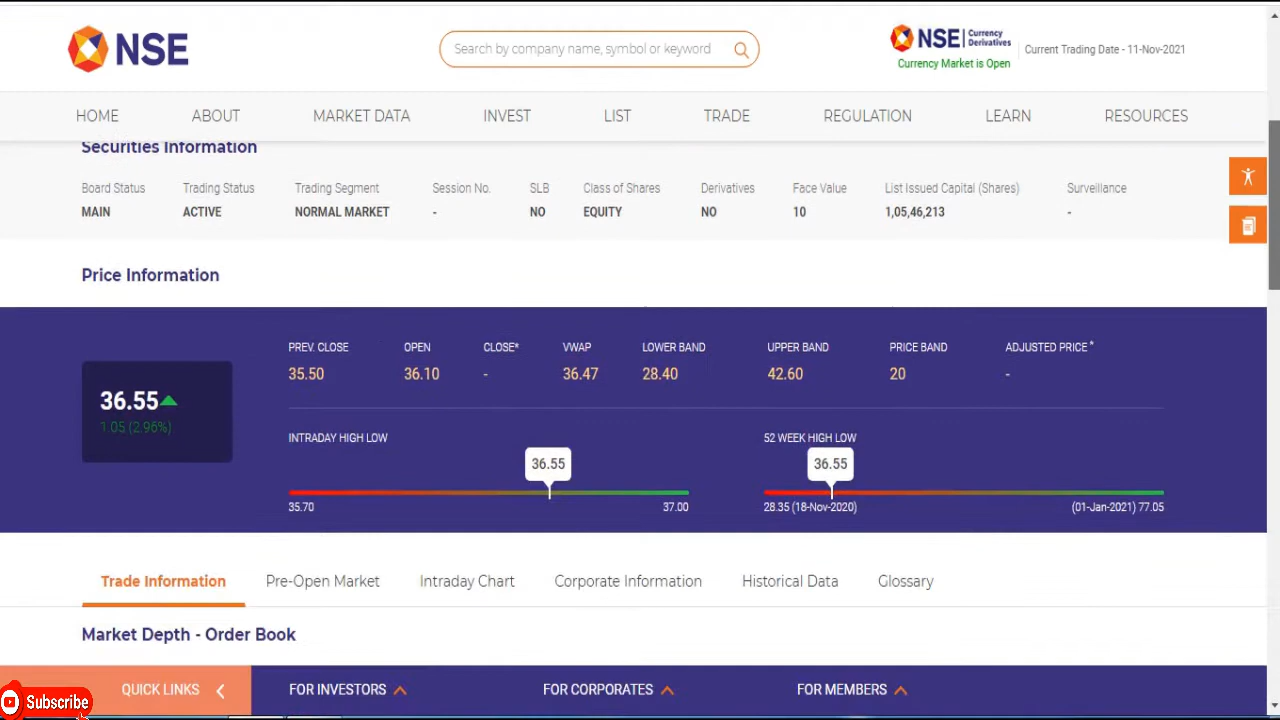 NSE
Search by company name, symbol or keyword
NSE Currency Derivatives
Currency Market is Open
Current Trading Date - 11-Nov-2021
HOME ABOUT MARKET DATA INVEST LIST TRADE REGULATION LEARN RESOURCES
Securities Information
Board Status Trading Status Trading Segment Session No. SLB Class of Shares Derivatives Face Value List Issued Capital (Shares) Surveillance
MAIN ACTIVE NORMAL MARKET - NO EQUITY NO 10 1,05,46,213 -
Price Information
PREV. CLOSE OPEN CLOSE* VWAP LOWER BAND UPPER BAND PRICE BAND ADJUSTED PRICE*
35.50 36.10 - 36.47 28.40 42.60 20 -
36.55
1.05 (2.96%)
INTRADAY HIGH LOW 52 WEEK HIGH LOW
36.55 36.55
35.70 37.00 28.35 (18-Nov-2020) (01-Jan-2021) 77.05
Trade Information Pre-Open Market Intraday Chart Corporate Information Historical Data Glossary
Market Depth - Order Book
QUICK LINKS FOR INVESTORS FOR CORPORATES FOR MEMBERS
Subscribe